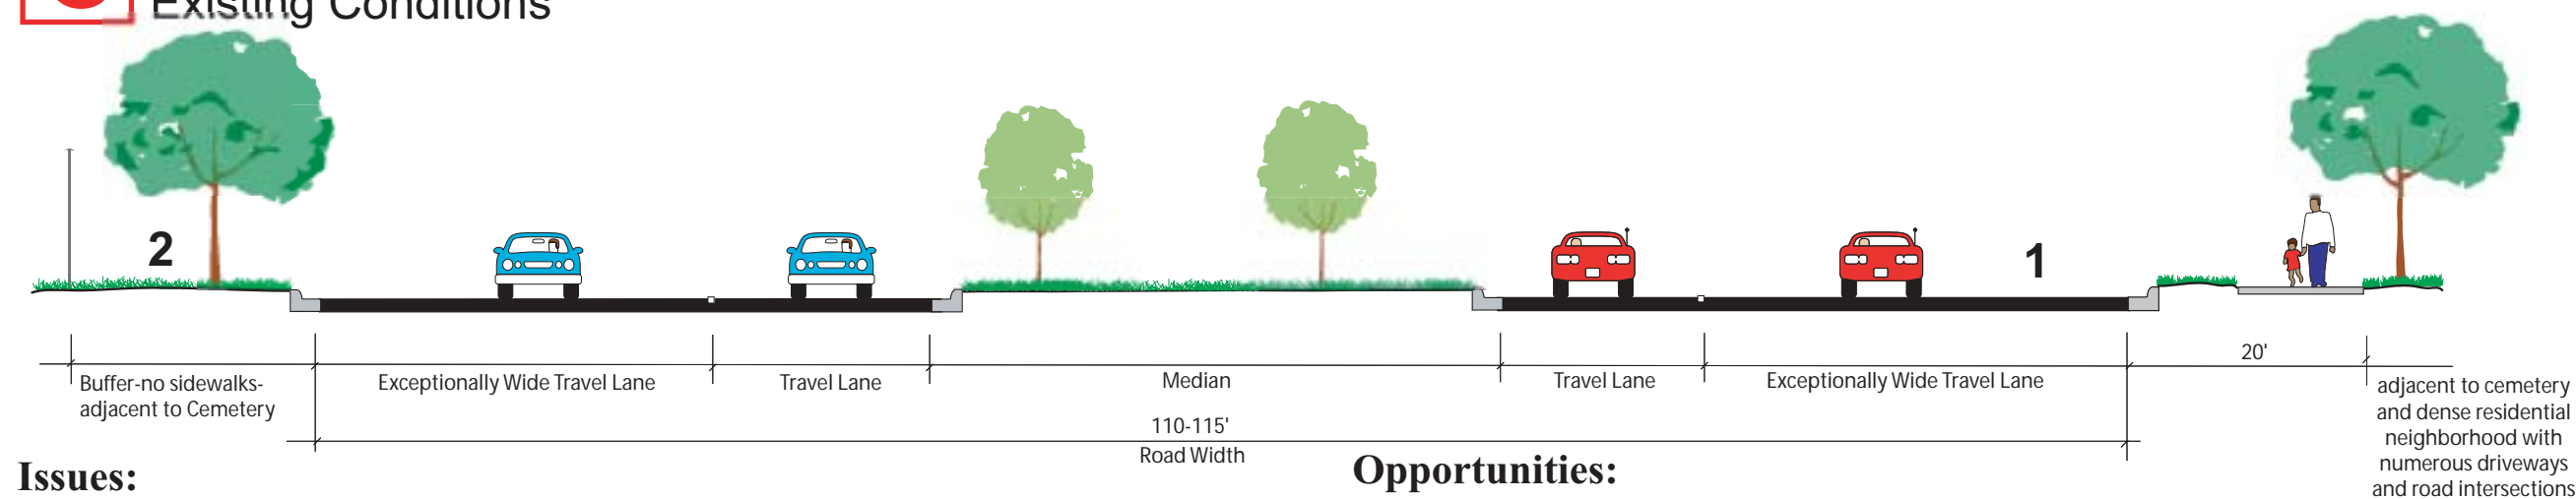 Existing Conditions
2
1
20'
Buffer-no sidewalks-
adjacent to Cemetery
Exceptionally Wide Travel Lane
Travel Lane
Median
Travel Lane
Exceptionally Wide Travel Lane
adjacent to cemetery
and dense residential
neighborhood with
numerous driveways
and road intersections
110-115'
Road Width
Issues:
Opportunities: